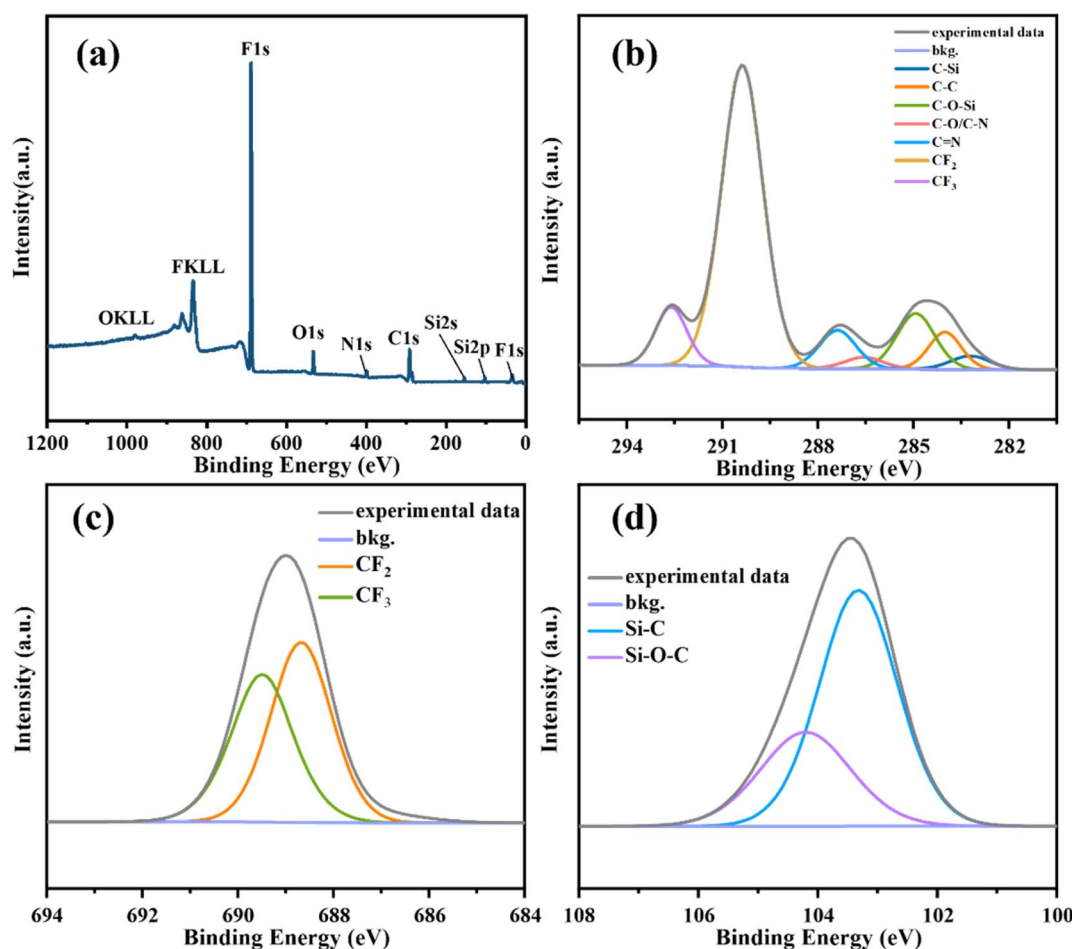 (a)
F1s
FKLL
OKLL
O1s
N1s
C1s
Si2s
Si2p
F1s
Intensity(a.u.)
1200 1000 800 600 400 200 0
Binding Energy (eV)
(b)
experimental data
bkg.
C-Si
C-C
C-O-Si
C-O/C-N
C=N
CF2
CF3
Intensity (a.u.)
294 291 288 285 282
Binding Energy (eV)
(c)
experimental data
bkg.
CF2
CF3
Intensity (a.u.)
694 692 690 688 686 684
Binding Energy (eV)
(d)
experimental data
bkg.
Si-C
Si-O-C
Intensity (a.u.)
108 106 104 102 100
Binding Energy (eV)